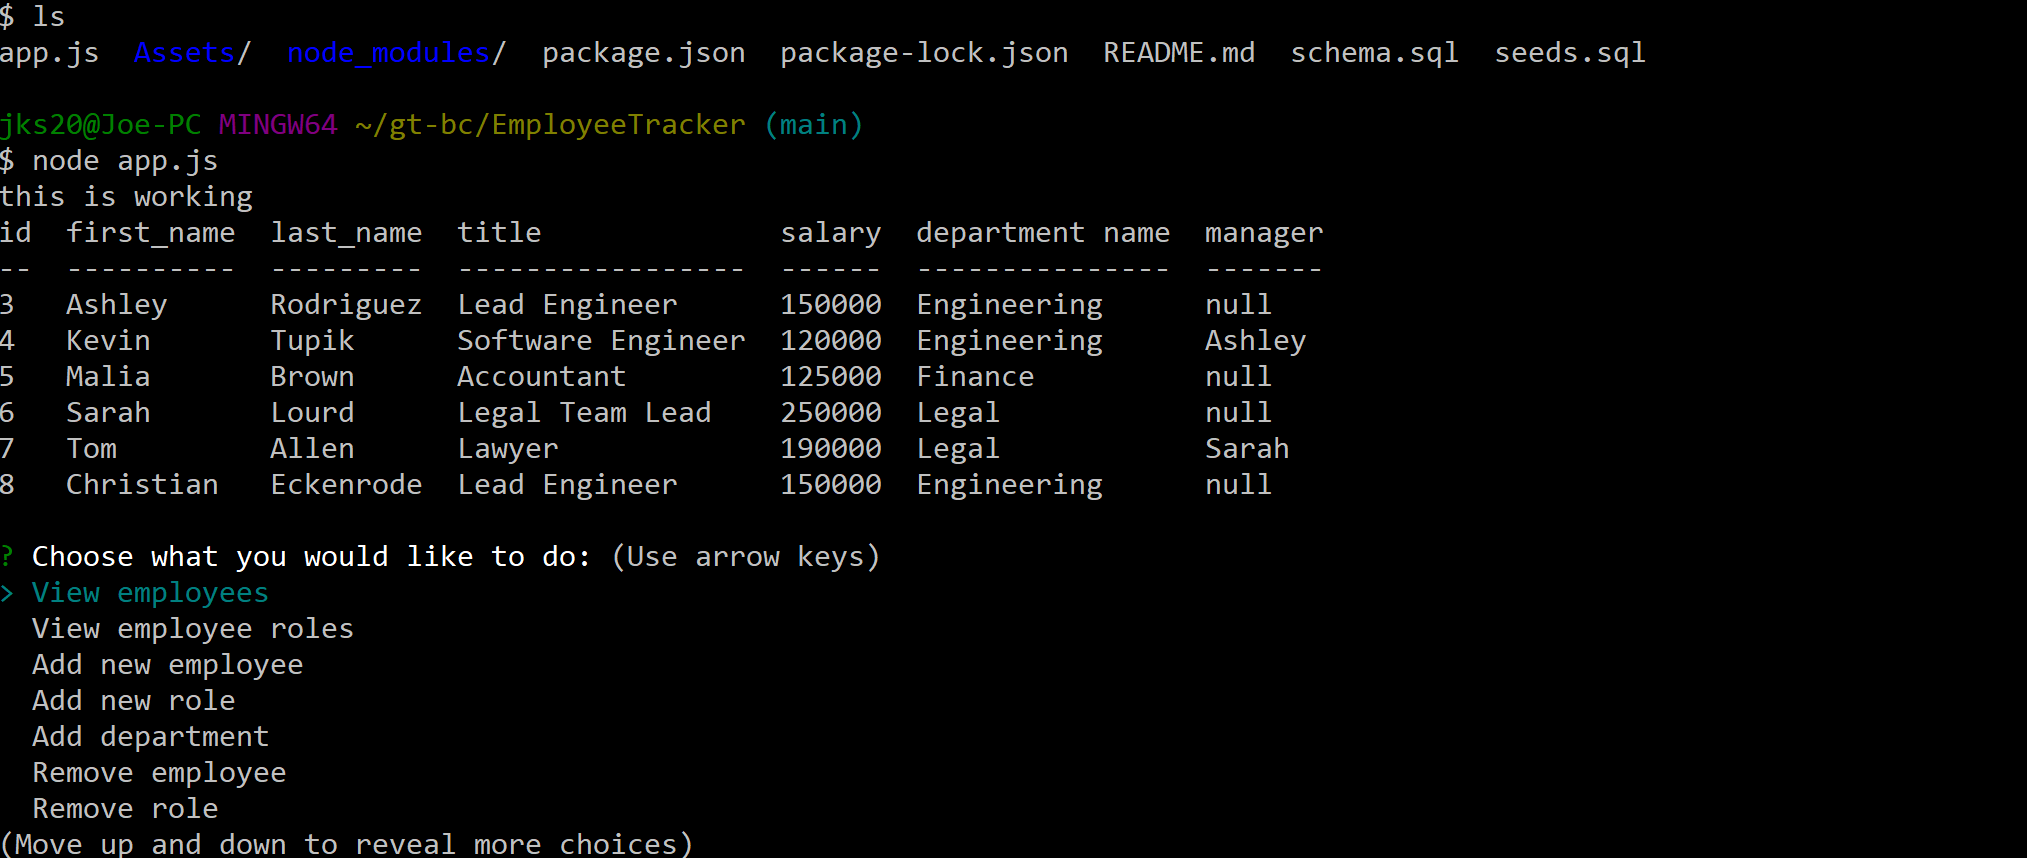 $ ls
app.js  Assets/  node_modules/  package.json  package-lock.json  README.md  schema.sql  seeds.sql
jks20@Joe-PC MINGW64 ~/gt-bc/EmployeeTracker (main)
$ node app.js
this is working
id  first_name  last_name  title              salary  department name  manager
--  ----------  ---------  -----------------  ------  ---------------  -------
3   Ashley      Rodriguez  Lead Engineer      150000  Engineering      null
4   Kevin       Tupik      Software Engineer  120000  Engineering      Ashley
5   Malia       Brown      Accountant         125000  Finance          null
6   Sarah       Lourd      Legal Team Lead    250000  Legal            null
7   Tom         Allen      Lawyer             190000  Legal            Sarah
8   Christian   Eckenrode  Lead Engineer      150000  Engineering      null
? Choose what you would like to do: (Use arrow keys)
> View employees
  View employee roles
  Add new employee
  Add new role
  Add department
  Remove employee
  Remove role
(Move up and down to reveal more choices)